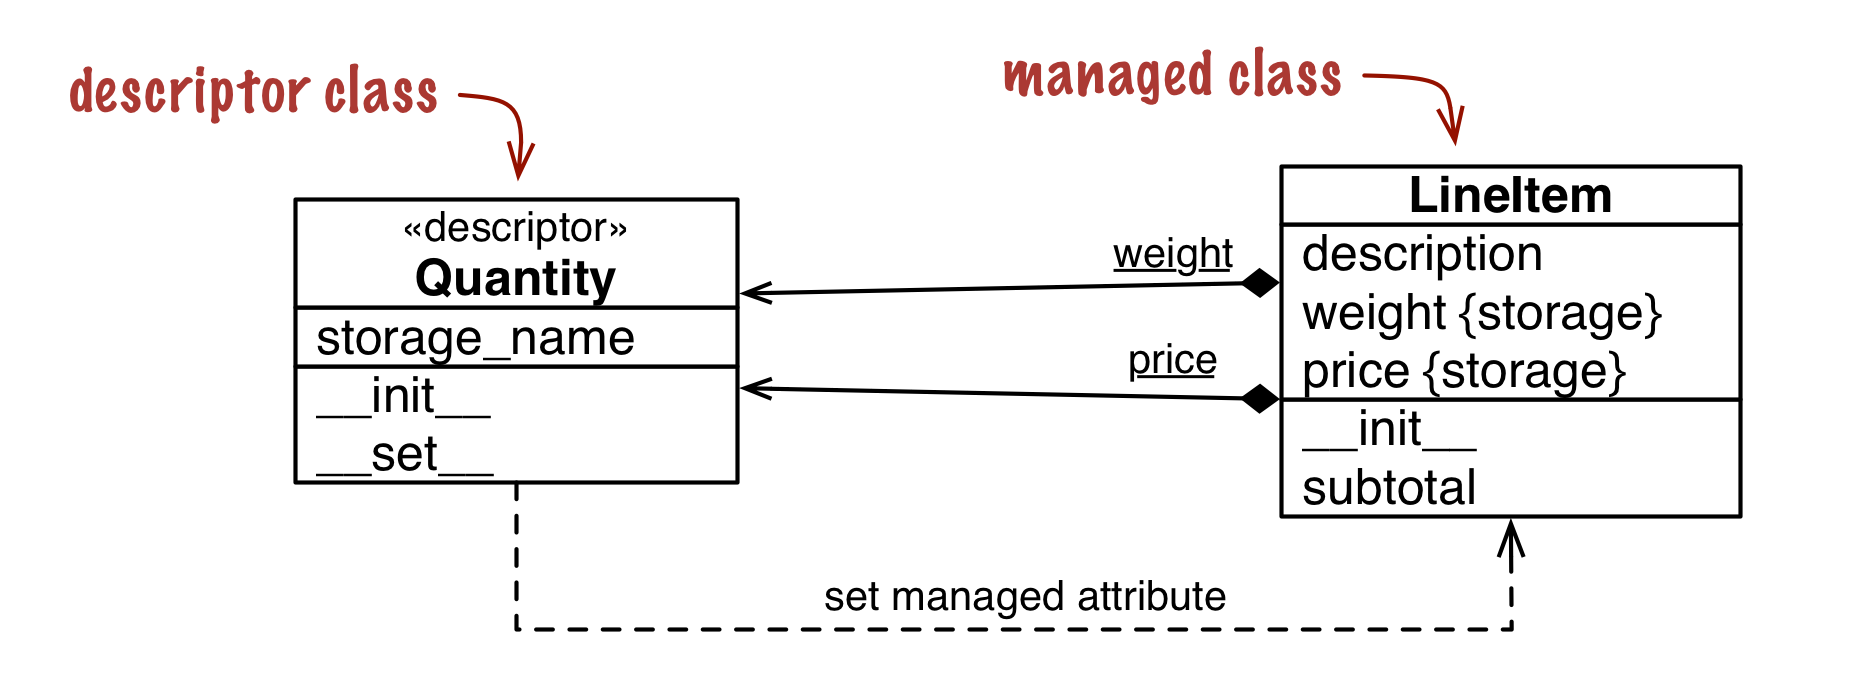 descriptor class
managed class
«descriptor»
Quantity
storage_name
__init__
__set__
weight
price
LineItem
description
weight {storage}
price {storage}
__init__
subtotal
set managed attribute